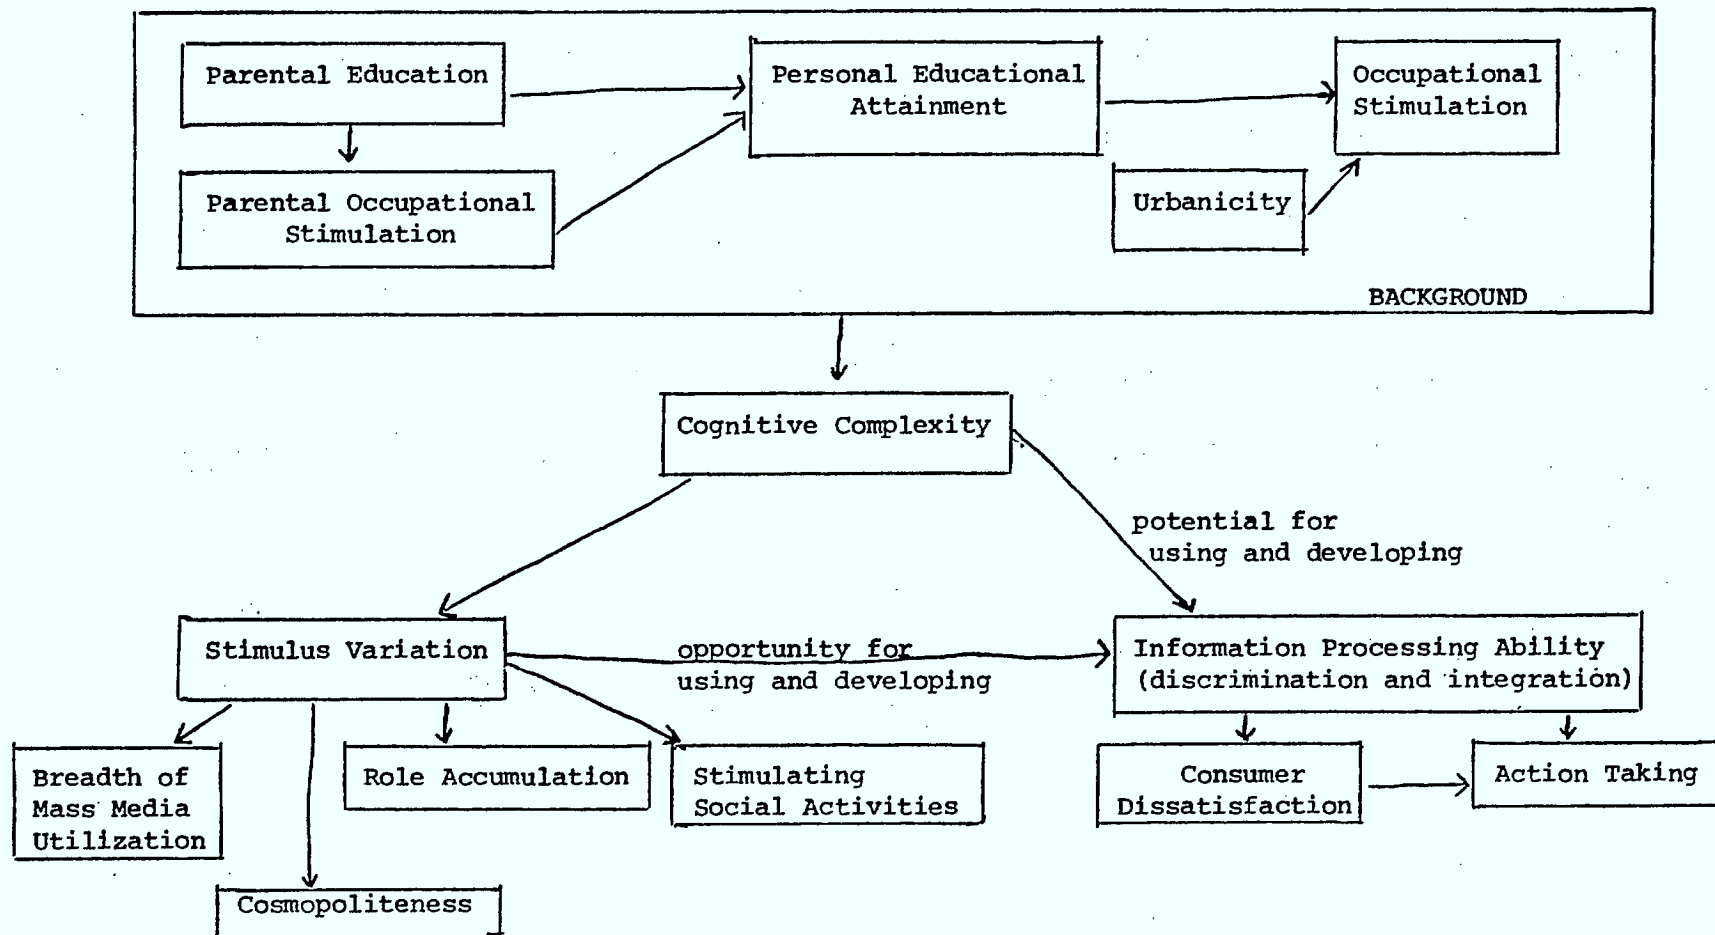 Parental Education
Personal Educational
Attainment
Occupational
Stimulation
Parental Occupational
Stimulation
Urbanicity
BACKGROUND
Cognitive Complexity
potential for
using and developing
Stimulus Variation
opportunity for
using and developing
Information Processing Ability
(discrimination and integration)
Breadth of
Mass Media
Utilization
Role Accumulation
Stimulating
Social Activities
Consumer
Dissatisfaction
Action Taking
Cosmopoliteness